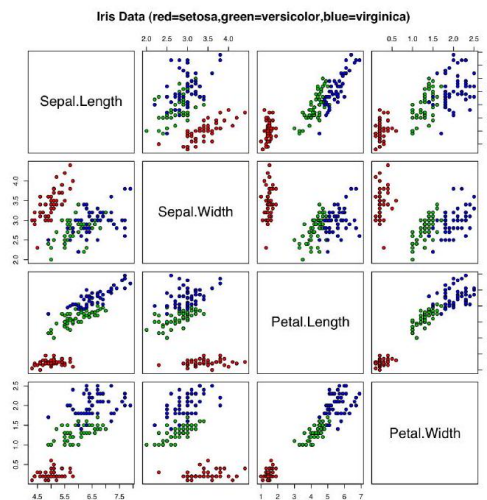 Iris Data (red=setosa,green=versicolor,blue=virginica)
2.0 2.5 3.0 3.5 4.0 0.5 1.0 1.5 2.0 2.5
Sepal.Length
2.0 2.5 3.0 3.5 4.0
Sepal.Width
Petal.Length
0.5 1.0 1.5 2.0 2.5
Petal.Width
4.5 5.5 6.5 7.5 1 2 3 4 5 6 7